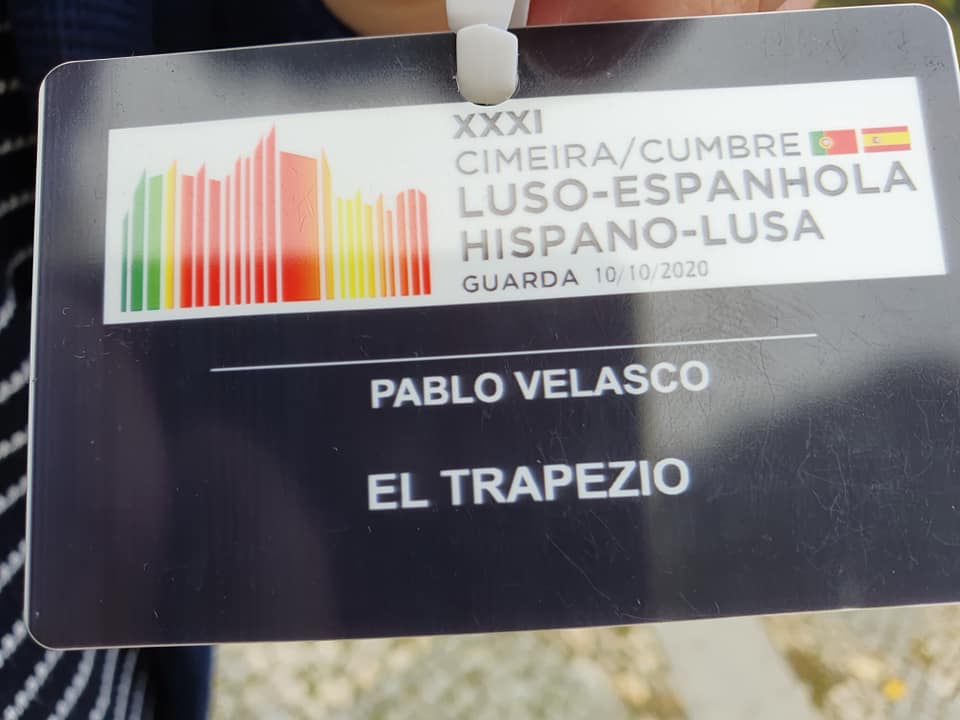 XXXI
CIMEIRA/CUMBRE
LUSO-ESPANHOLA
HISPANO-LUSA
GUARDA 10/10/2020
PABLO VELASCO
EL TRAPEZIO